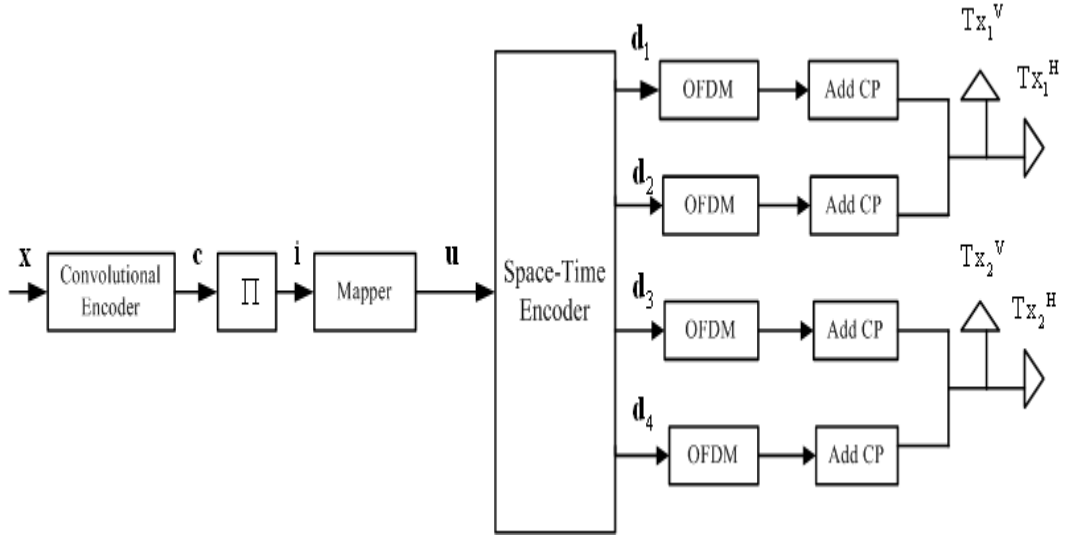 x
Convolutional
Encoder
c
Π
i
Mapper
u
Space-Time
Encoder
d₁
OFDM
Add CP
d₂
OFDM
Add CP
d₃
OFDM
Add CP
d₄
OFDM
Add CP
Tx₁ⱽ
Tx₁ᴴ
Tx₂ⱽ
Tx₂ᴴ